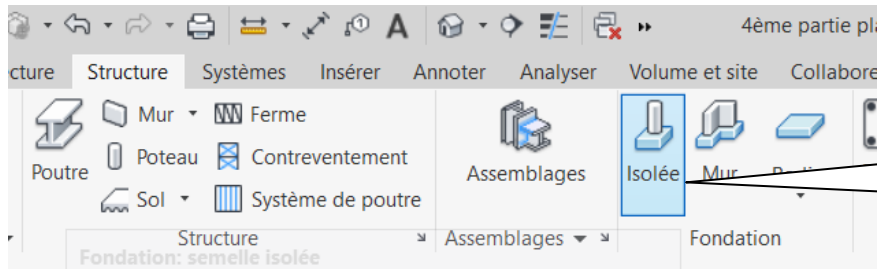 A
4ème partie pla
cture Structure Systèmes Insérer Annoter Analyser Volume et site Collabore
Mur Ferme
Poteau Contreventement
Poutre Assemblages Isolée Mur
Sol Système de poutre
Structure Assemblages Fondation
Fondation: semelle isolée